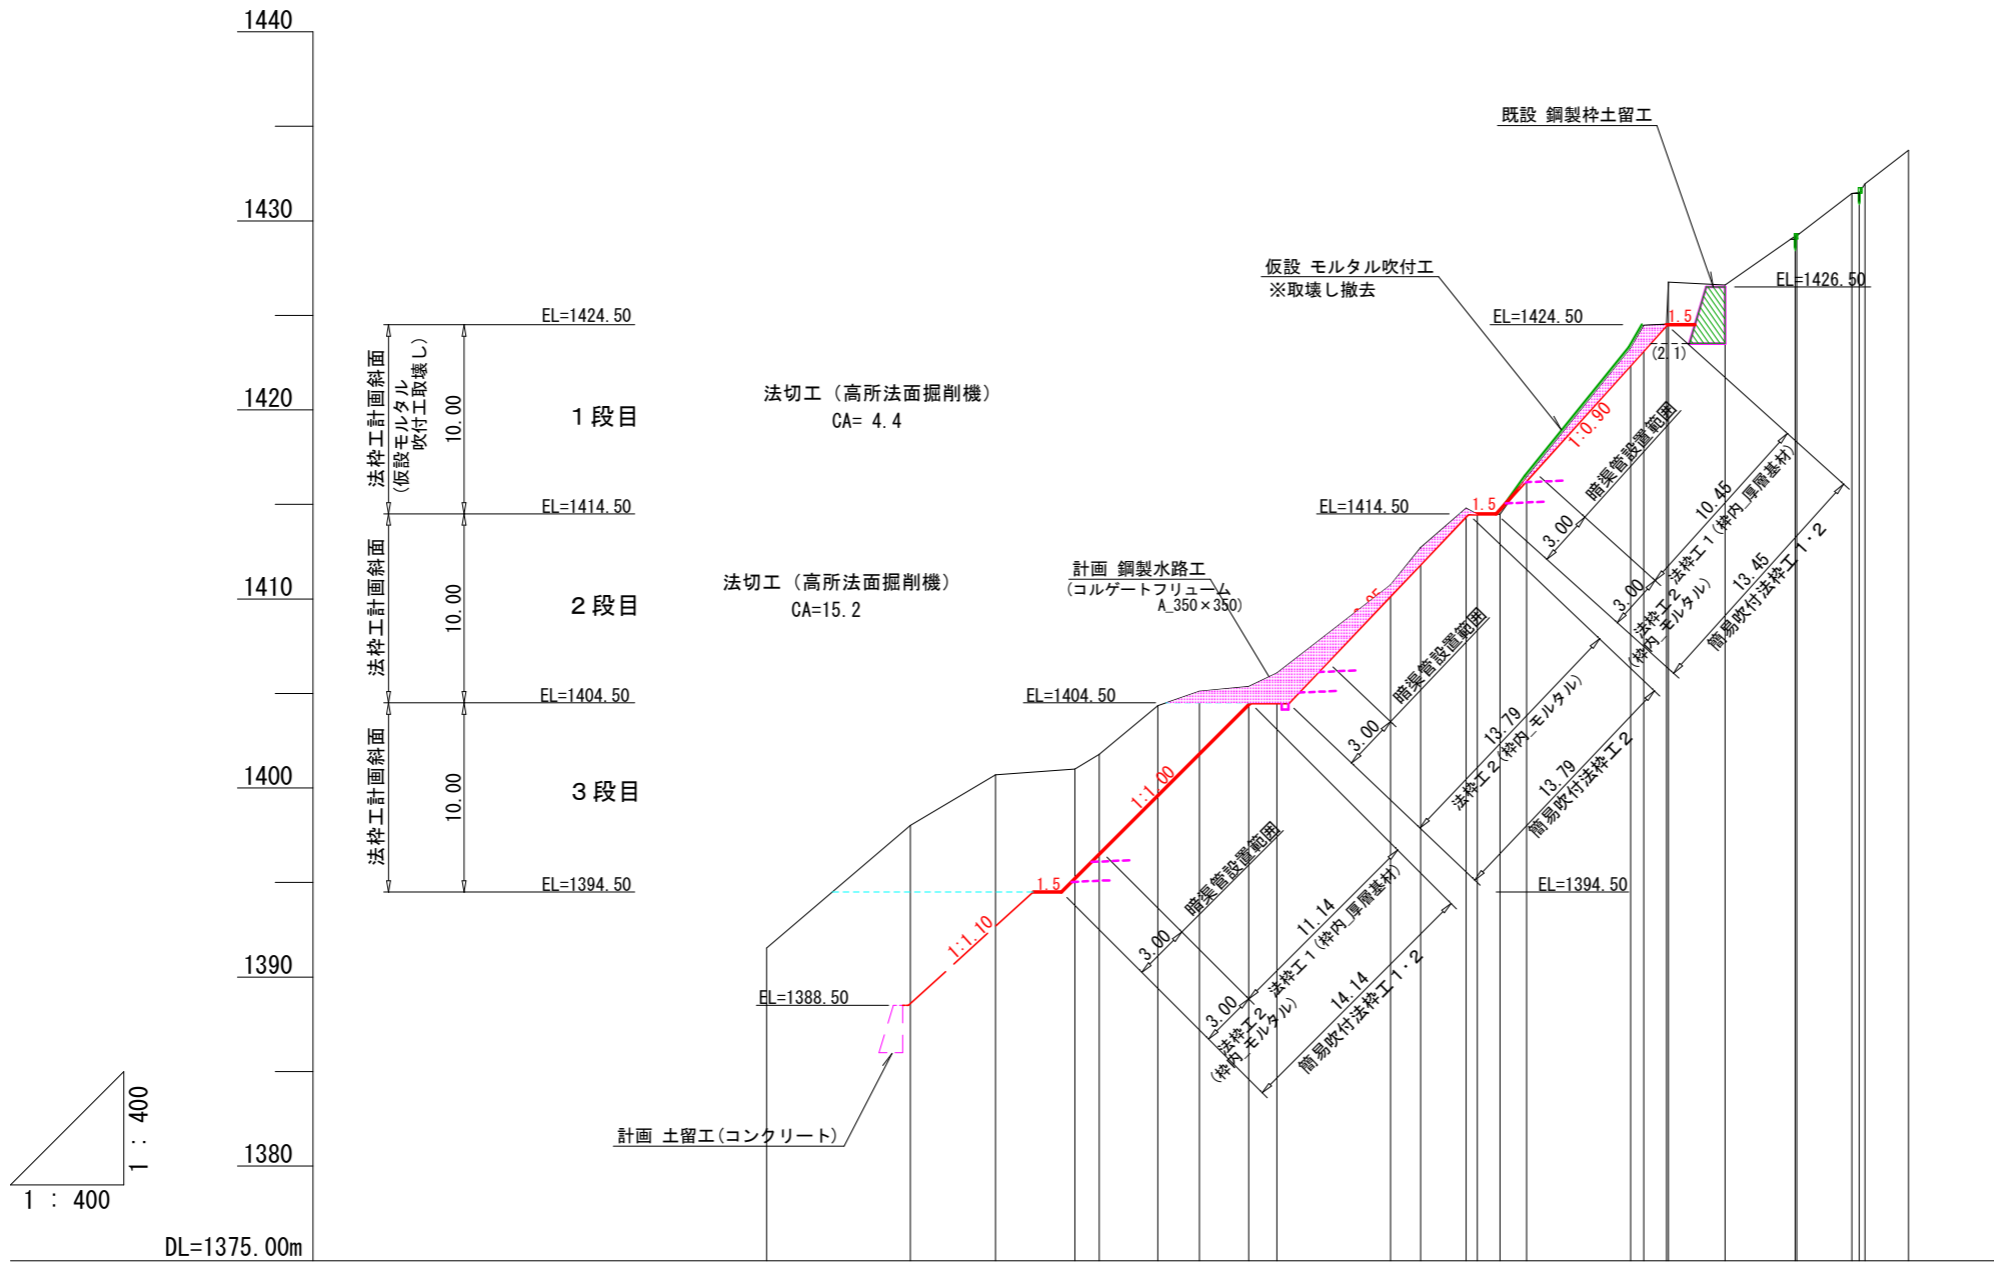 1440
1430
1420
1410
1400
1390
1380
DL=1375.00m
1 : 400
1 : 400
法枠工計画斜面
(仮設モルタル
吹付工取壊し)
10.00
法枠工計画斜面
10.00
法枠工計画斜面
10.00
EL=1424.50
EL=1414.50
EL=1404.50
EL=1394.50
1段目
2段目
3段目
法切工（高所法面掘削機）
CA= 4.4
法切工（高所法面掘削機）
CA=15.2
既設 鋼製枠土留工
仮設 モルタル吹付工
※取壊し撤去
計画 鋼製水路工
(コルゲートフリューム
A_350×350)
計画 土留工(コンクリート)
EL=1426.50
EL=1424.50
EL=1414.50
EL=1404.50
EL=1394.50
EL=1388.50
1.5
(2.1)
1:0.90
1.5
1:1.00
1.5
1:1.10
暗渠管設置範囲
3.00
10.45
法枠工1(枠内_厚層基材)
3.00
法枠工2
(枠内_モルタル)
13.45
簡易吹付法枠工1・2
暗渠管設置範囲
3.00
13.79
法枠工2(枠内_モルタル)
13.79
簡易吹付法枠工2
暗渠管設置範囲
3.00
11.14
法枠工1(枠内_厚層基材)
3.00
法枠工2
(枠内_モルタル)
14.14
簡易吹付法枠工1・2